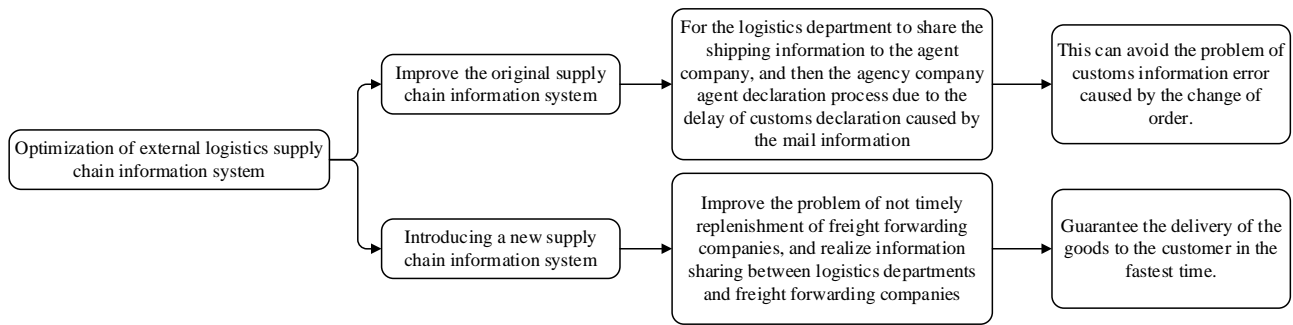 Optimization of external logistics supply
chain information system
Improve the original supply
chain information system
For the logistics department to share the
shipping information to the agent
company, and then the agency company
agent declaration process due to the
delay of customs declaration caused by
the mail information
This can avoid the problem of
customs information error
caused by the change of
order.
Introducing a new supply
chain information system
Improve the problem of not timely
replenishment of freight forwarding
companies, and realize information
sharing between logistics departments
and freight forwarding companies
Guarantee the delivery of the
goods to the customer in the
fastest time.